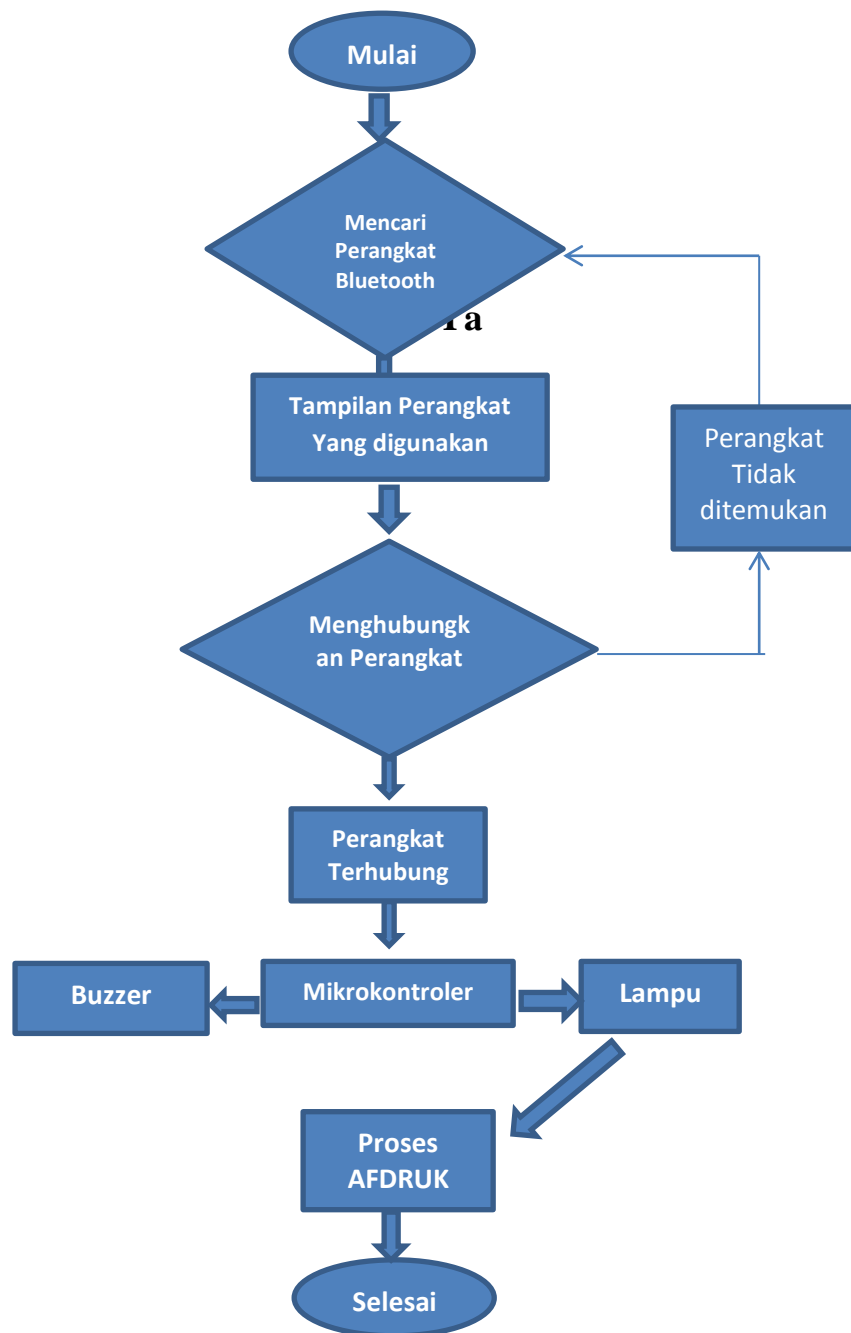 Mulai
Mencari
Perangkat
Bluetooth
Tampilan Perangkat
Yang digunakan
Perangkat
Tidak
ditemukan
Menghubungk
an Perangkat
Perangkat
Terhubung
Buzzer
Mikrokontroler
Lampu
Proses
AFDRUK
Selesai